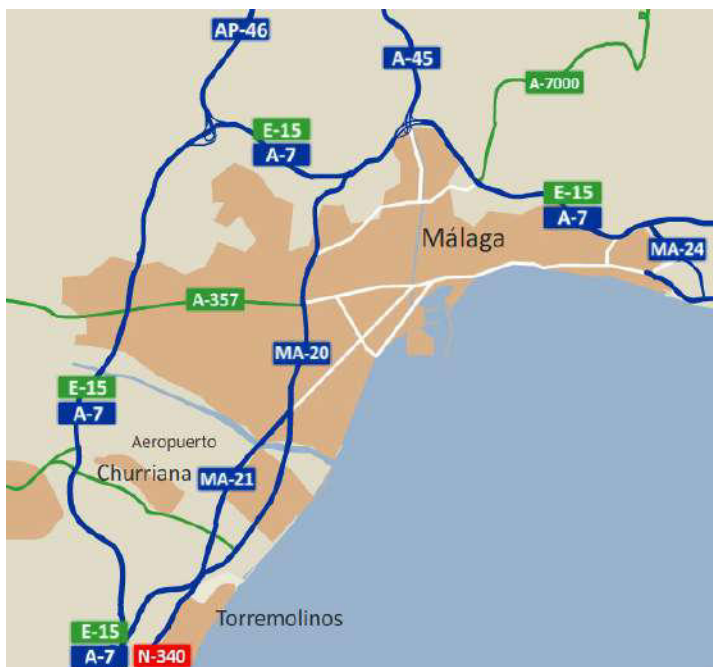 AP-46
A-45
A-7000
E-15
A-7
E-15
A-7
Málaga
MA-24
A-357
MA-20
E-15
A-7
Aeropuerto
Churriana
MA-21
Torremolinos
E-15
A-7
N-340